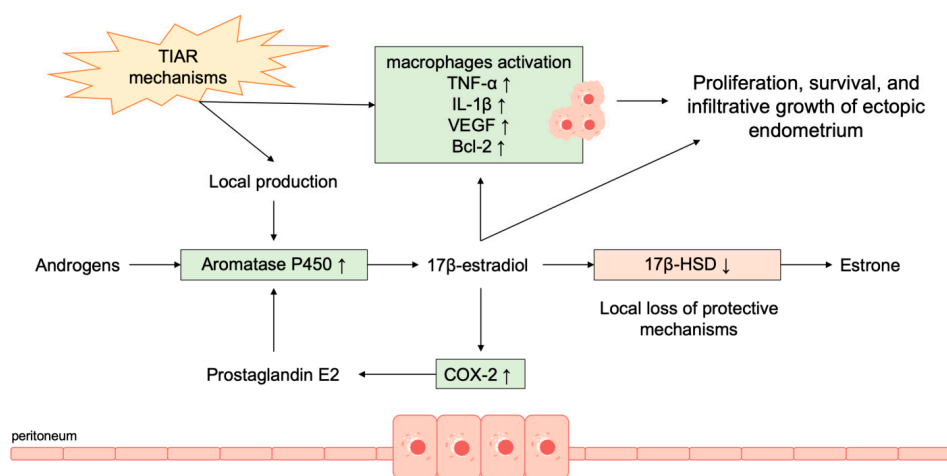 TIAR
mechanisms
macrophages activation
TNF-α ↑
IL-1β ↑
VEGF ↑
Bcl-2 ↑
Proliferation, survival, and
infiltrative growth of ectopic
endometrium
Local production
Androgens
Aromatase P450 ↑
17β-estradiol
17β-HSD ↓
Estrone
Local loss of protective
mechanisms
Prostaglandin E2
COX-2 ↑
peritoneum